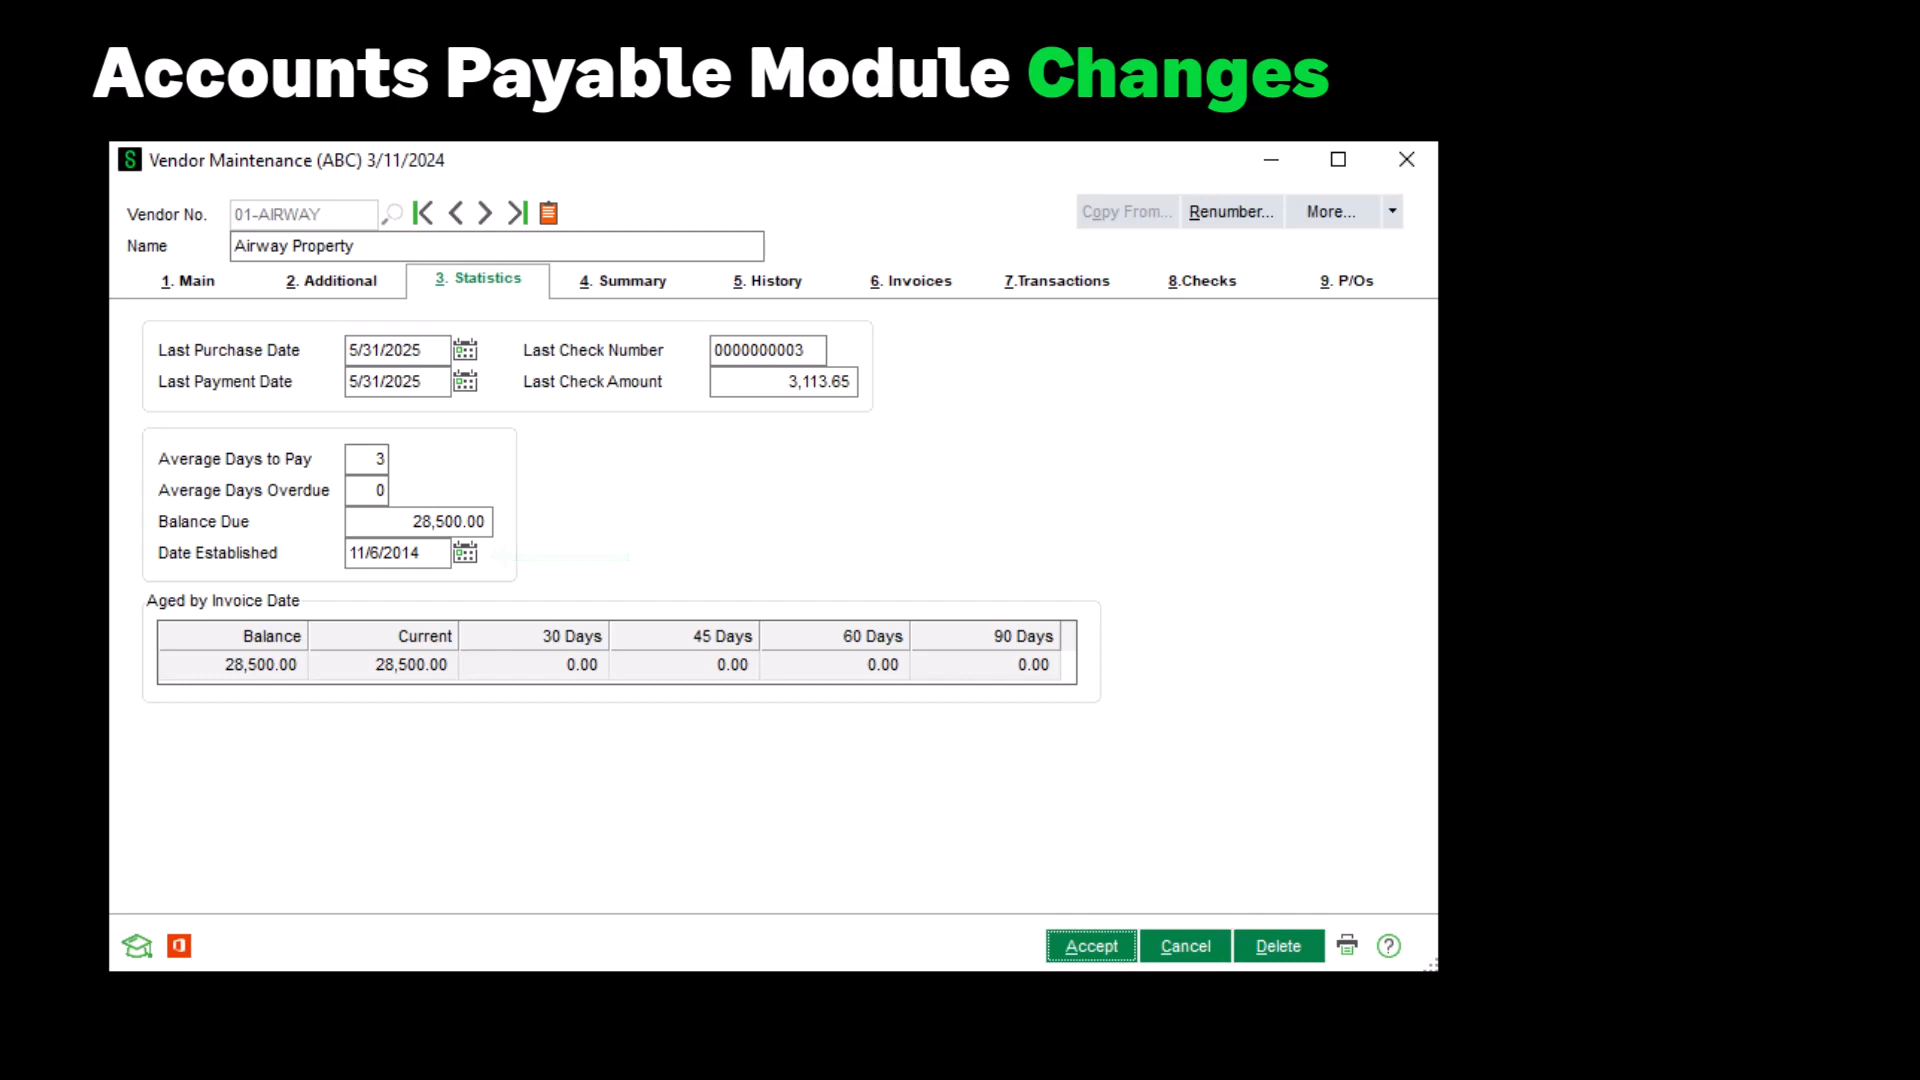 Accounts Payable Module Changes
S Vendor Maintenance (ABC) 3/11/2024
Vendor No. 01-AIRWAY Copy From... Renumber... More...
Name Airway Property
1. Main 2. Additional 3. Statistics 4. Summary 5. History 6. Invoices 7.Transactions 8.Checks 9. P/Os
Last Purchase Date 5/31/2025 Last Check Number 0000000003
Last Payment Date 5/31/2025 Last Check Amount 3,113.65
Average Days to Pay 3
Average Days Overdue 0
Balance Due 28,500.00
Date Established 11/6/2014
Aged by Invoice Date
Balance Current 30 Days 45 Days 60 Days 90 Days
28,500.00 28,500.00 0.00 0.00 0.00 0.00
Accept Cancel Delete ?